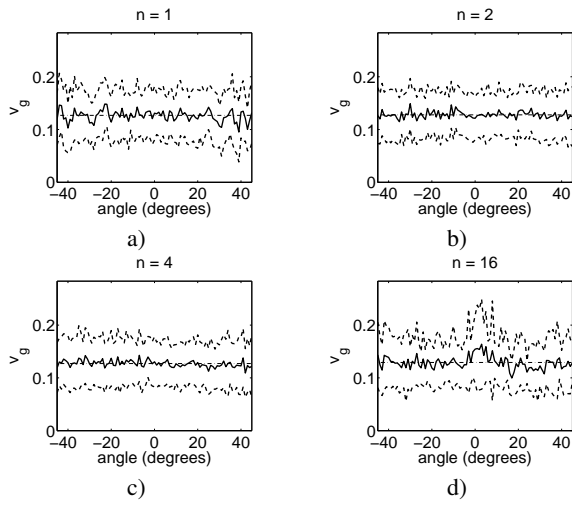 n = 1
n = 2
0.2
0.1
0
v_g
−40 −20 0 20 40
angle (degrees)
a)
0.2
0.1
0
v_g
−40 −20 0 20 40
angle (degrees)
b)
n = 4
n = 16
0.2
0.1
0
v_g
−40 −20 0 20 40
angle (degrees)
c)
0.2
0.1
0
v_g
−40 −20 0 20 40
angle (degrees)
d)